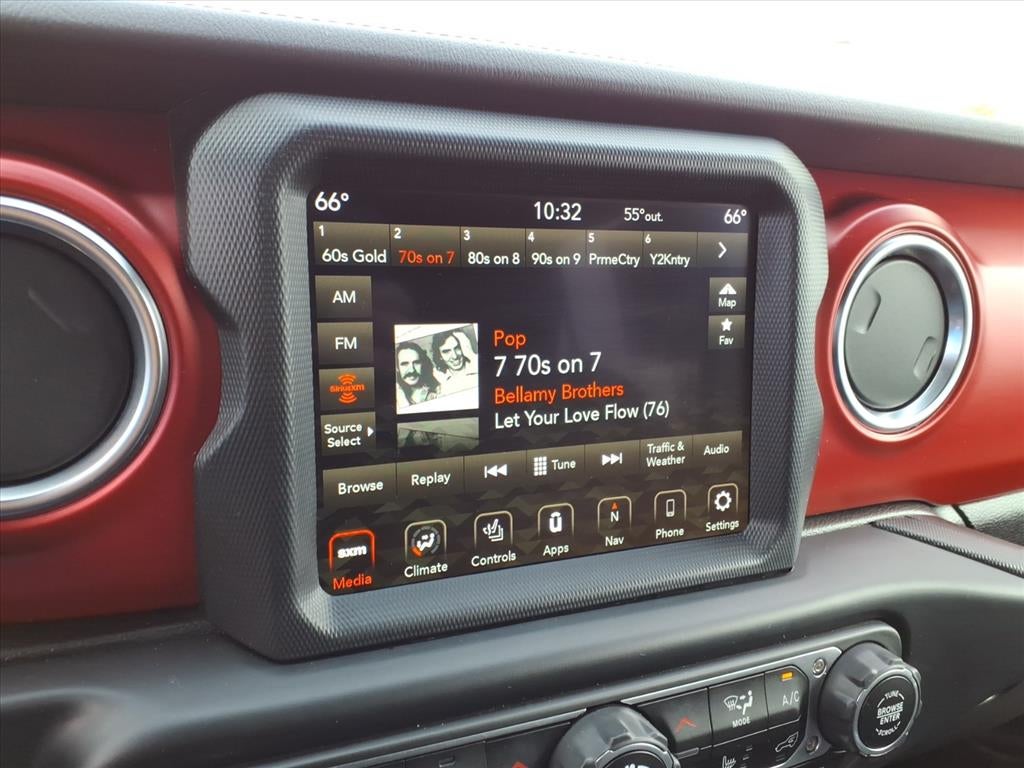 66° 10:32 55°out. 66°
1 2 3 4 5 6
60s Gold 70s on 7 80s on 8 90s on 9 PrmeCtry Y2Kntry
AM
FM
siriusxm
Source
Select
Map
Fav
Pop
7 70s on 7
Bellamy Brothers
Let Your Love Flow (76)
Browse Replay Tune Traffic &
Weather Audio
sxm
Media Climate Controls Apps N
Nav Phone Settings
MODE A/C
TUNE
BROWSE
ENTER
SCROLL